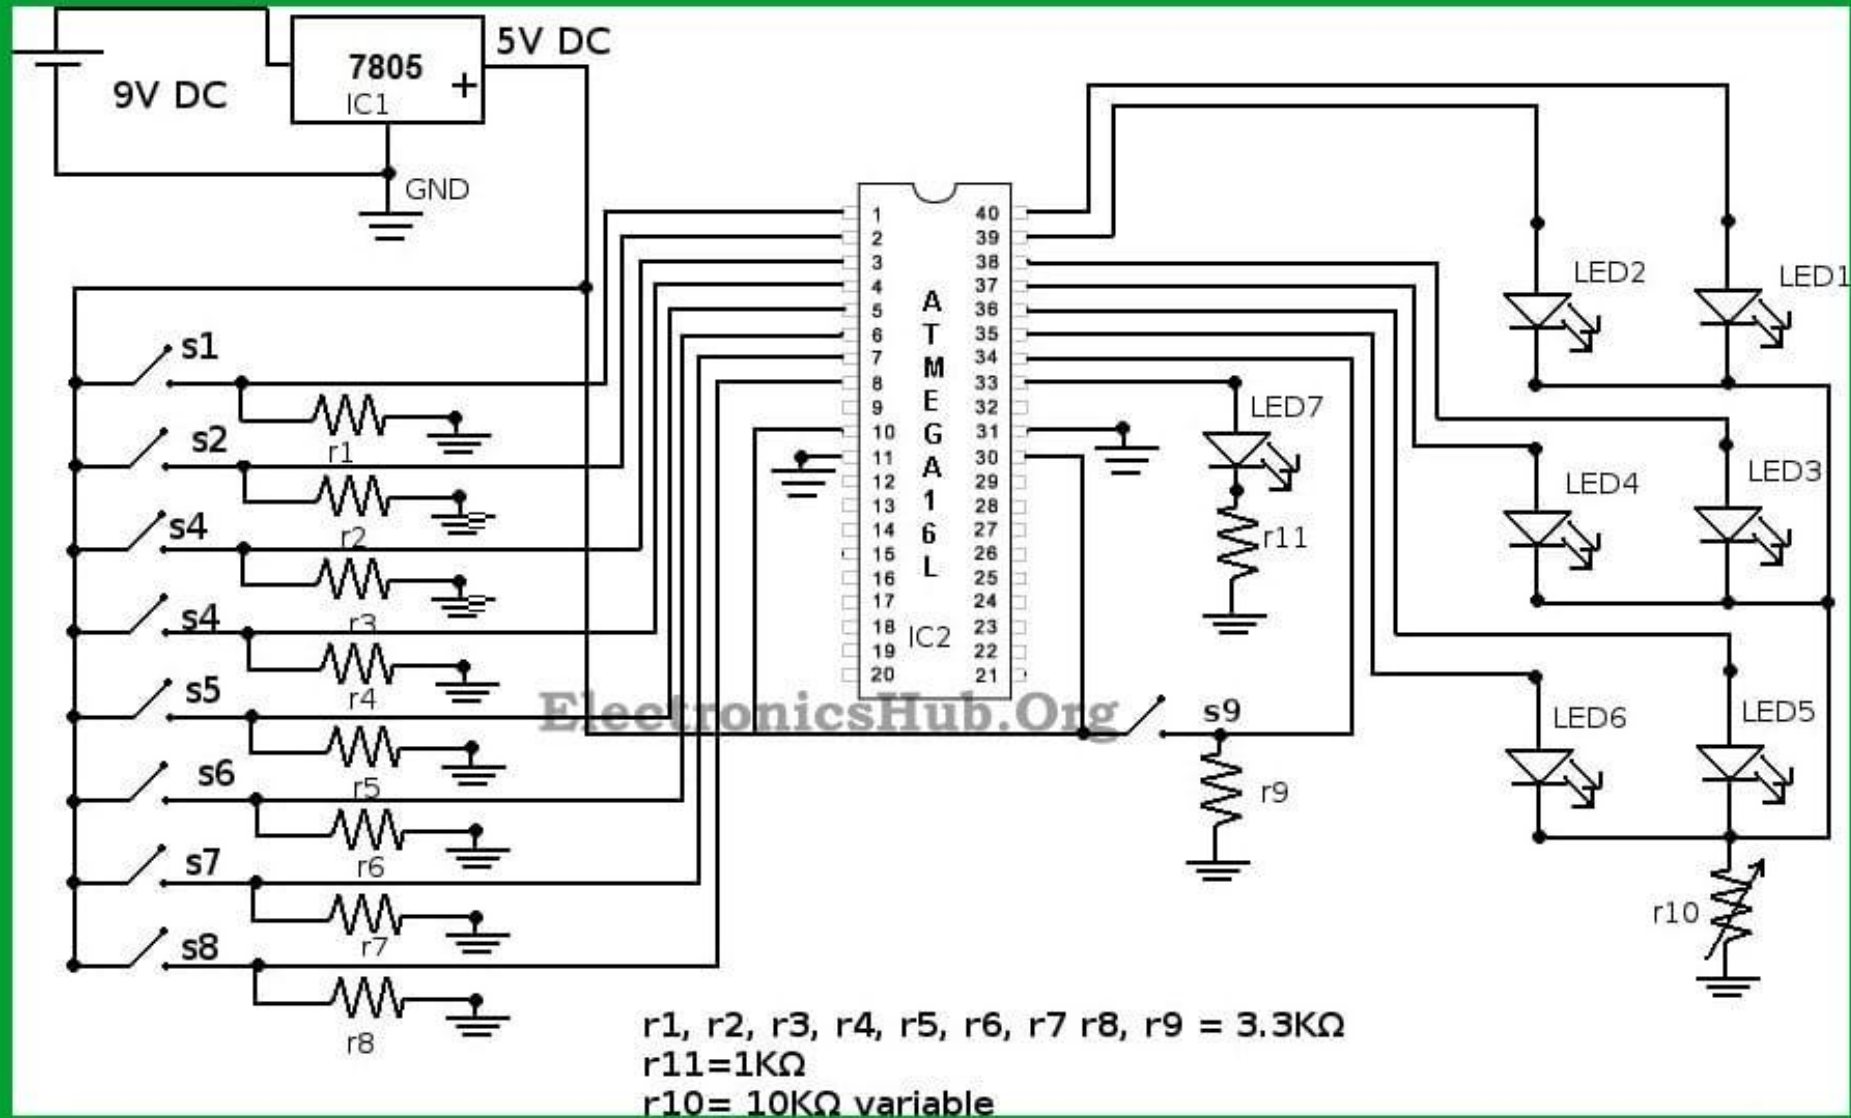 5V DC
7805
+
IC1
9V DC
GND
1 40
2 39
3 38
4 37
5 36
6 35
7 34
8 33
9 32
10 31
11 30
12 29
13 28
14 27
15 26
16 25
17 24
18 23
19 22
20 21
ATMEGA16L
IC2
s1
r1
s2
r2
s4
r3
s4
r4
s5
r5
s6
r6
s7
r7
s8
r8
LED2
LED1
LED7
r11
LED4
LED3
LED6
LED5
s9
r9
r10
ElectronicsHub.Org
r1, r2, r3, r4, r5, r6, r7 r8, r9 = 3.3KΩ
r11=1KΩ
r10= 10KΩ variable